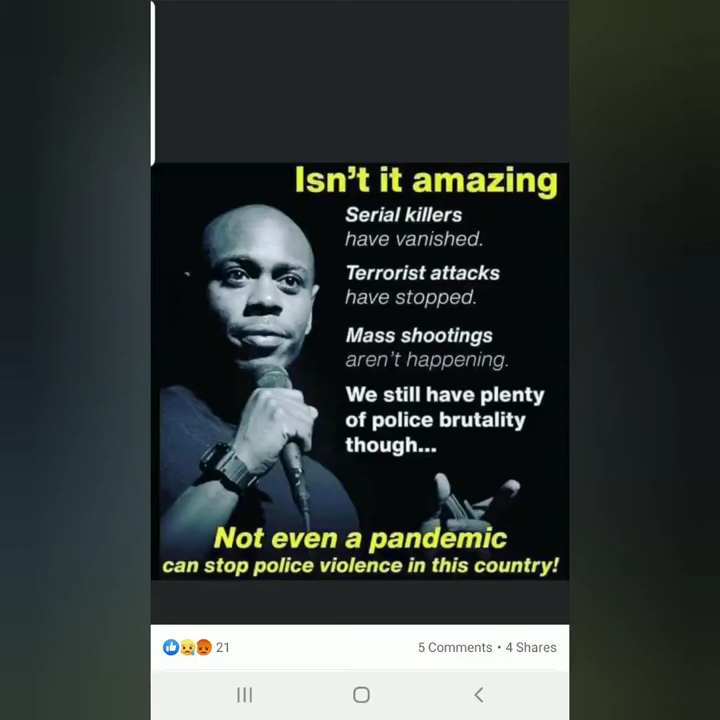 Isn't it amazing
Serial killers
have vanished.
Terrorist attacks
have stopped.
Mass shootings
aren't happening.
We still have plenty
of police brutality
though...
Not even a pandemic
can stop police violence in this country!
21
5 Comments • 4 Shares